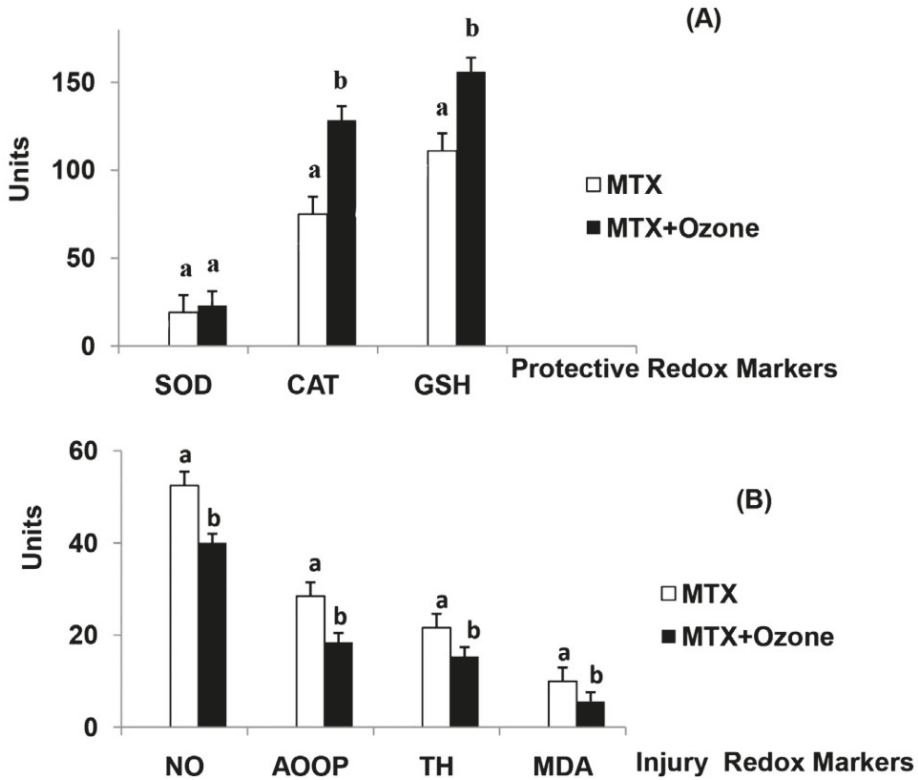 (A)
b
b
150
a
Units
a
100
MTX
MTX+Ozone
50
a a
0
SOD CAT GSH Protective Redox Markers
60
a
(B)
b
Units
40
a
MTX
a
b
20
b
MTX+Ozone
a
b
0
NO AOOP TH MDA Injury Redox Markers